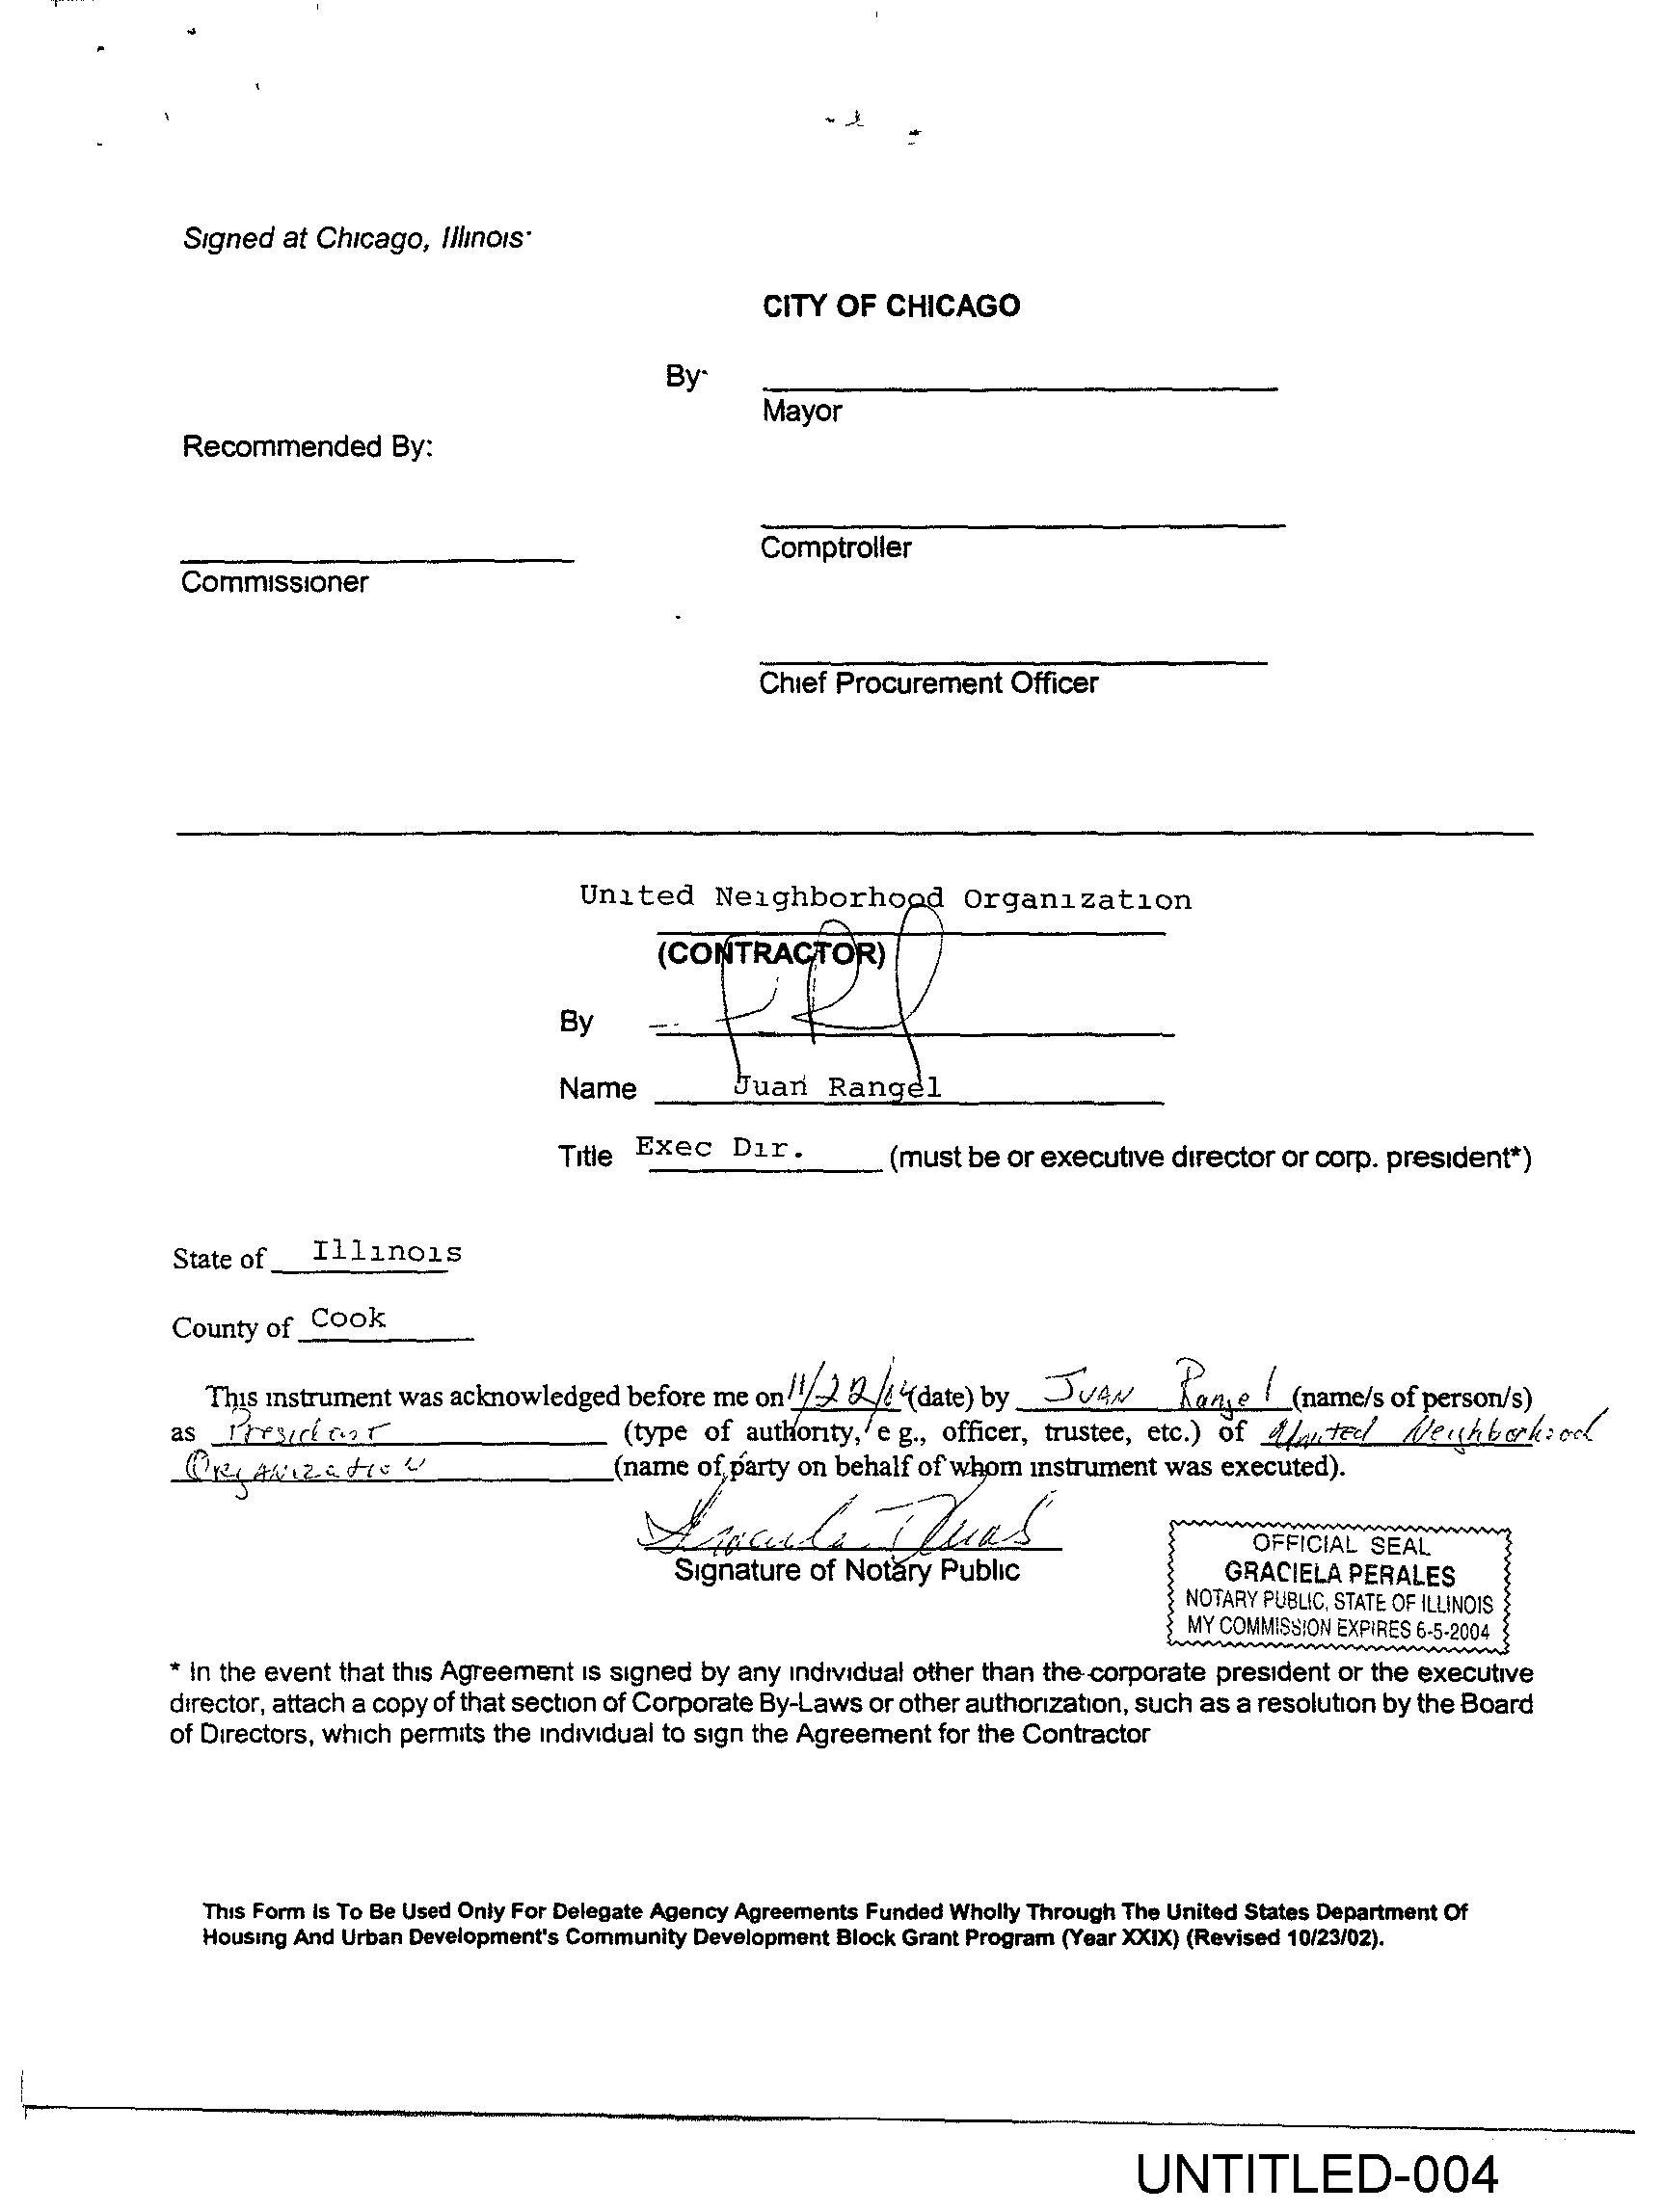 Signed at Chicago, Illinois:
CITY OF CHICAGO
By:
Mayor
Recommended By:
Comptroller
Commissioner
Chief Procurement Officer
United Neighborhood Organization
(CONTRACTOR)
By
Name Juan Rangel
Title Exec Dir. (must be or executive director or corp. president*)
State of Illinois
County of Cook
This instrument was acknowledged before me on 11/22/04 (date) by Juan Rangel (name/s of person/s)
as President (type of authority, e g., officer, trustee, etc.) of United Neighborhood
Organization (name of party on behalf of whom instrument was executed).
Signature of Notary Public
OFFICIAL SEAL
GRACIELA PERALES
NOTARY PUBLIC, STATE OF ILLINOIS
MY COMMISSION EXPIRES 6-5-2004
* In the event that this Agreement is signed by any individual other than the corporate president or the executive
director, attach a copy of that section of Corporate By-Laws or other authorization, such as a resolution by the Board
of Directors, which permits the individual to sign the Agreement for the Contractor
This Form Is To Be Used Only For Delegate Agency Agreements Funded Wholly Through The United States Department Of
Housing And Urban Development's Community Development Block Grant Program (Year XXIX) (Revised 10/23/02).
UNTITLED-004